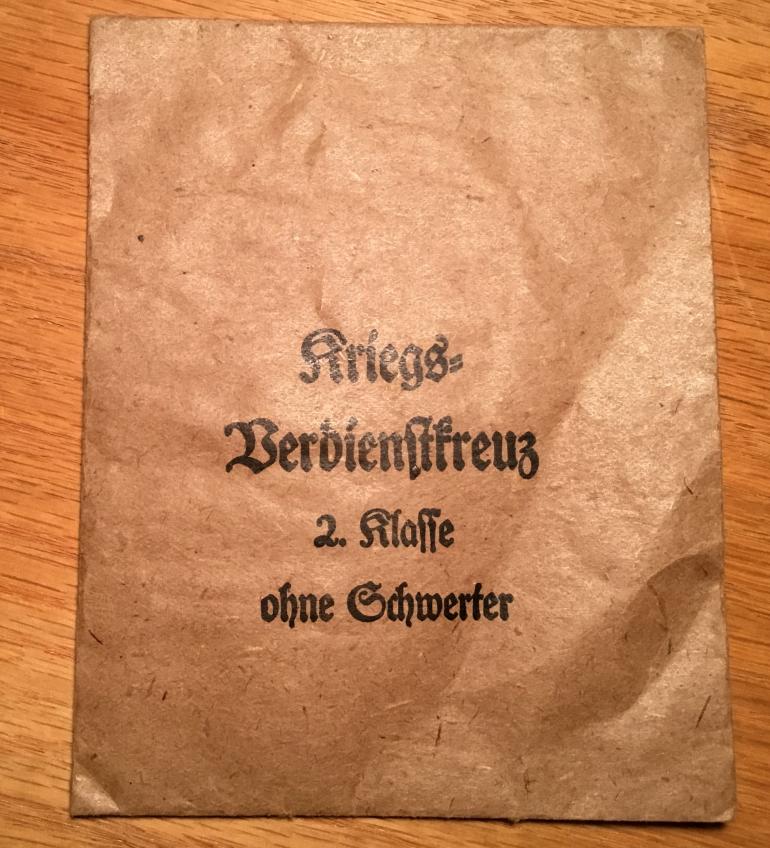 Kriegs-
Verdienstkreuz
2. Klasse
ohne Schwerter